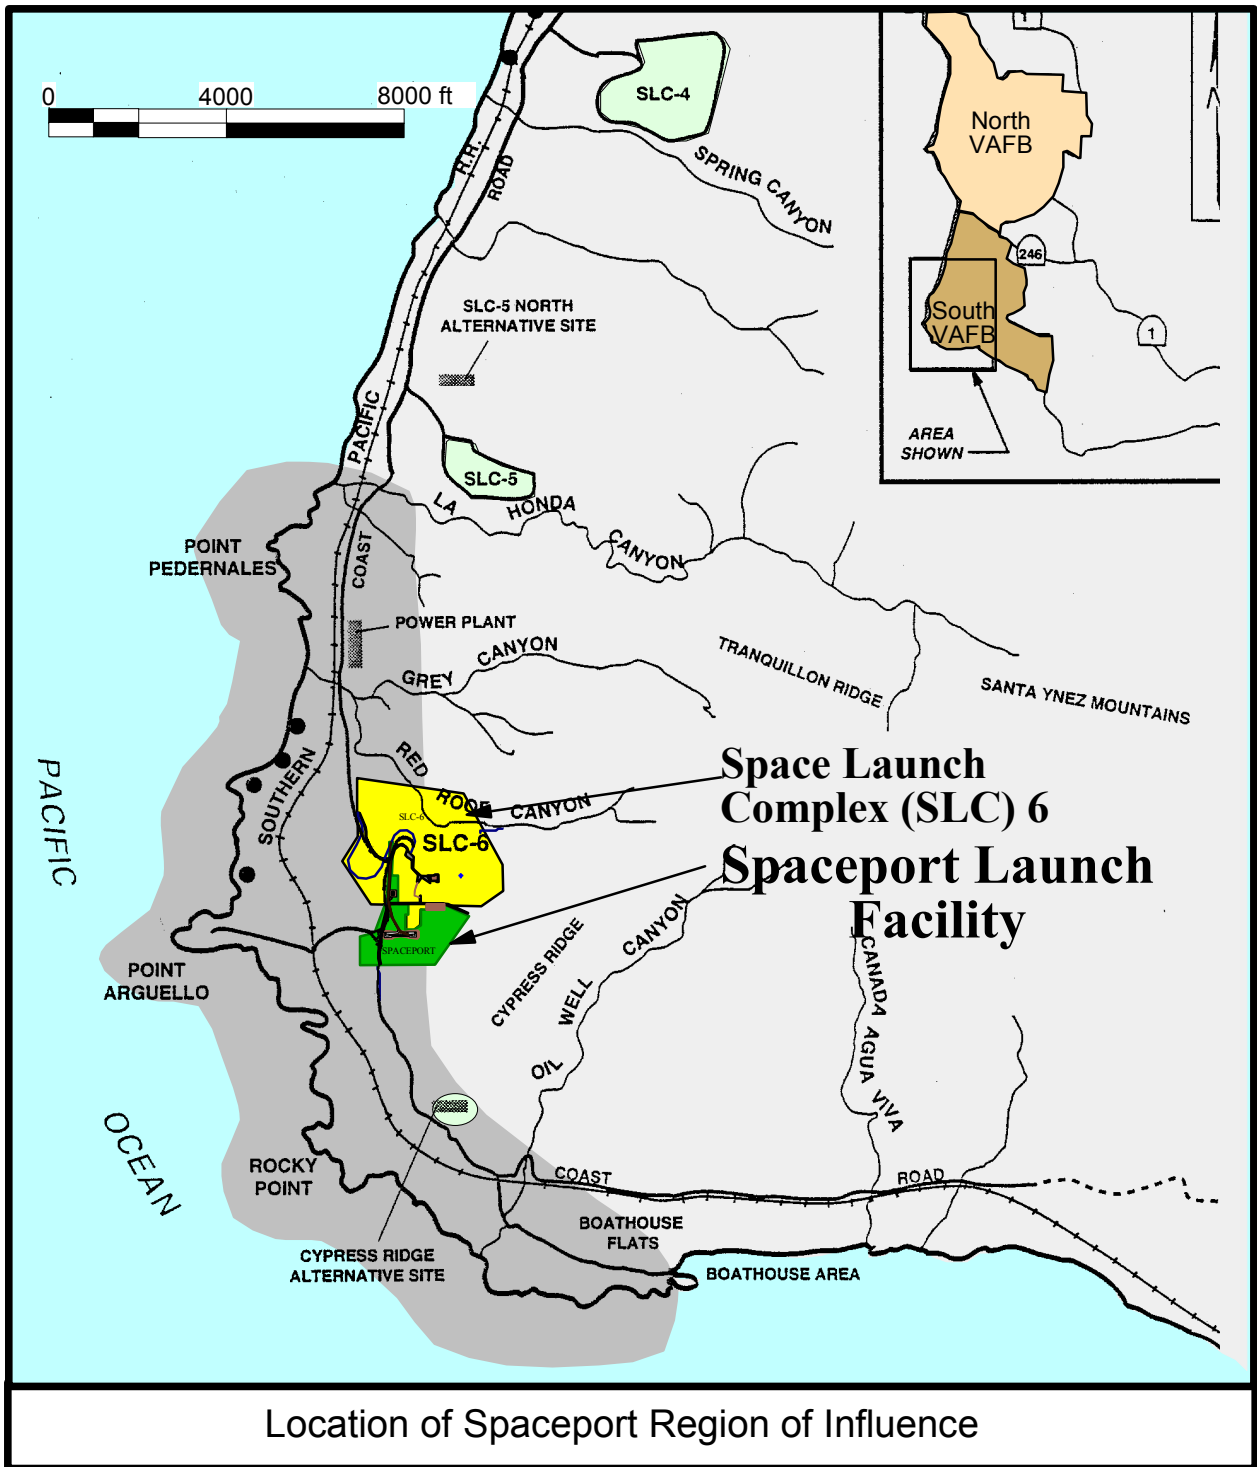 0 4000 8000 ft
SLC-4
R.R.
ROAD
SPRING CANYON
North
VAFB
1
246
South
VAFB
1
AREA
SHOWN
SLC-5 NORTH
ALTERNATIVE SITE
PACIFIC
SLC-5
LA HONDA CANYON
COAST
POINT
PEDERNALES
POWER PLANT
GREY CANYON
TRANQUILLON RIDGE
SANTA YNEZ MOUNTAINS
RED ROOF CANYON
SOUTHERN
SLC-6
SLC-6
Space Launch
Complex (SLC) 6
Spaceport Launch
Facility
SPACEPORT
PACIFIC
OCEAN
POINT
ARGUELLO
CYPRESS RIDGE
OIL WELL CANYON
CANADA AGUA VIVA
ROCKY
POINT
COAST ROAD
BOATHOUSE
FLATS
CYPRESS RIDGE
ALTERNATIVE SITE
BOATHOUSE AREA
Location of Spaceport Region of Influence